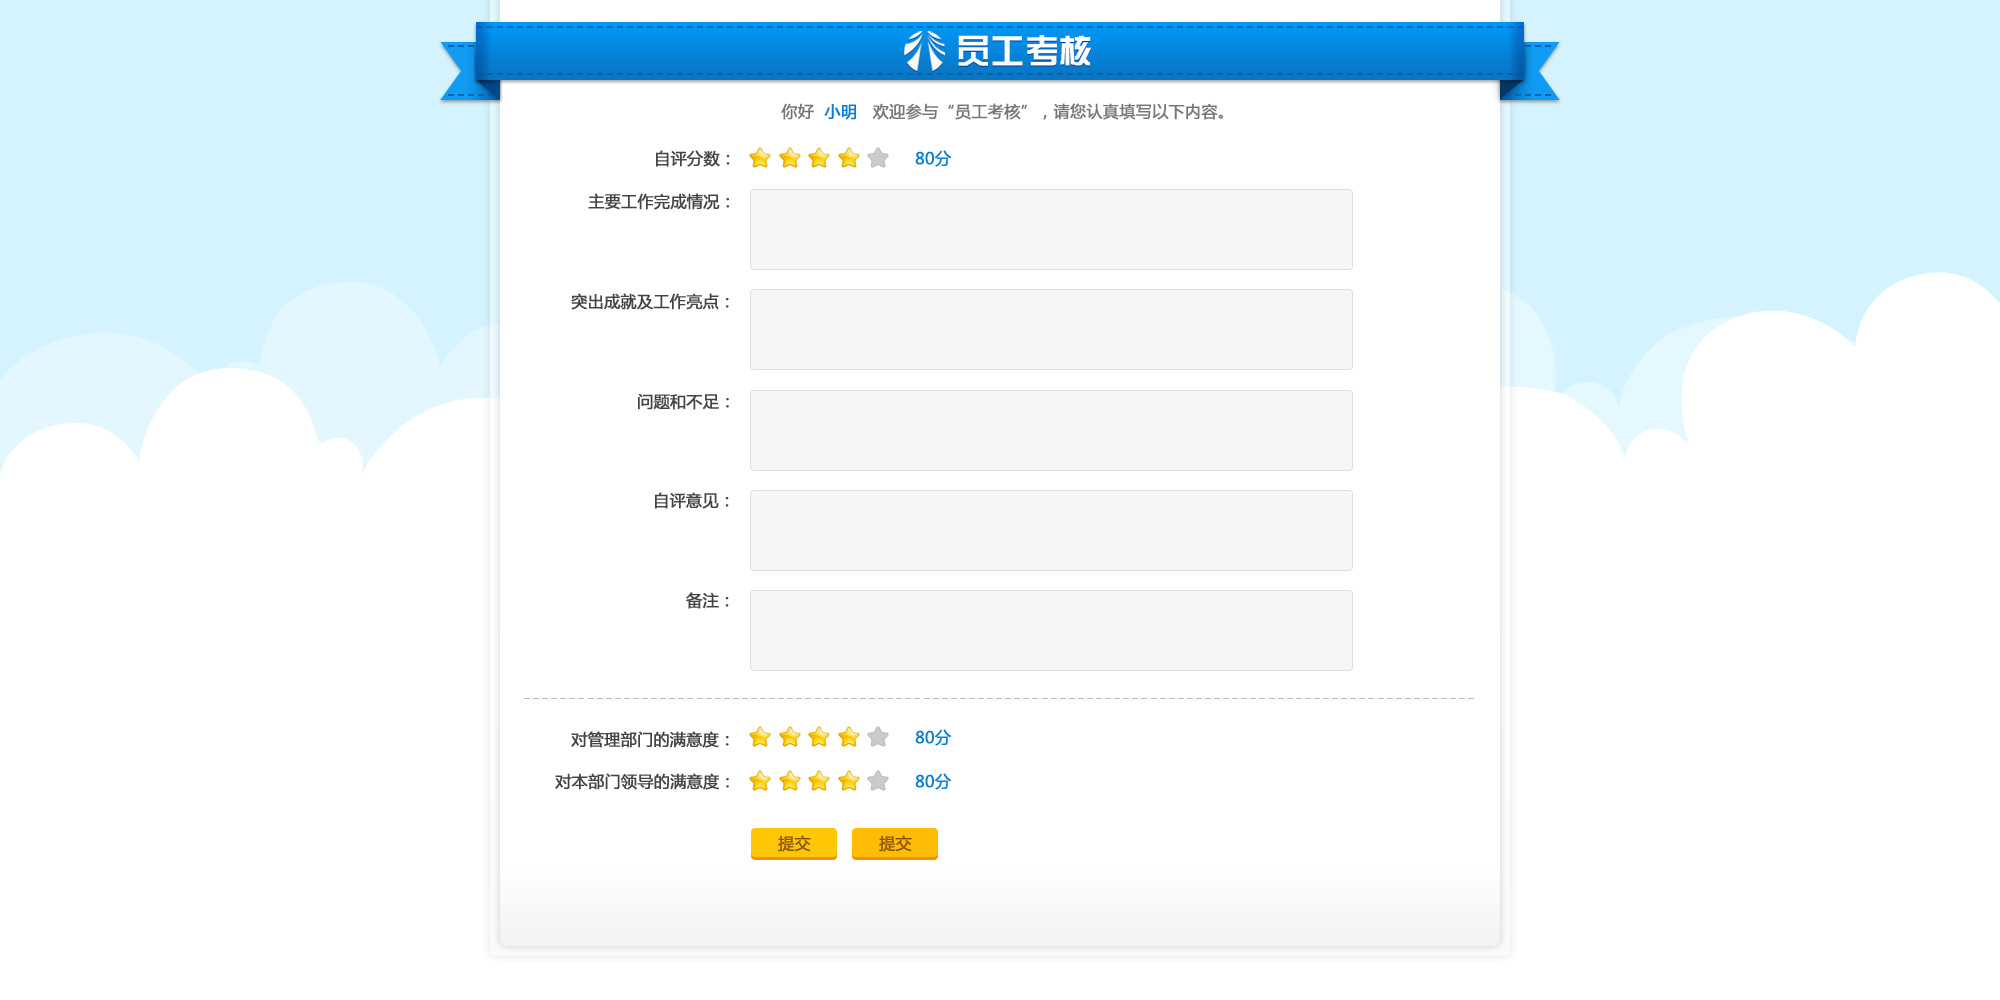 员工考核
你好 小明 欢迎参与“员工考核”，请您认真填写以下内容。
自评分数： 80分
主要工作完成情况：
突出成就及工作亮点：
问题和不足：
自评意见：
备注：
对管理部门的满意度： 80分
对本部门领导的满意度： 80分
提交 提交